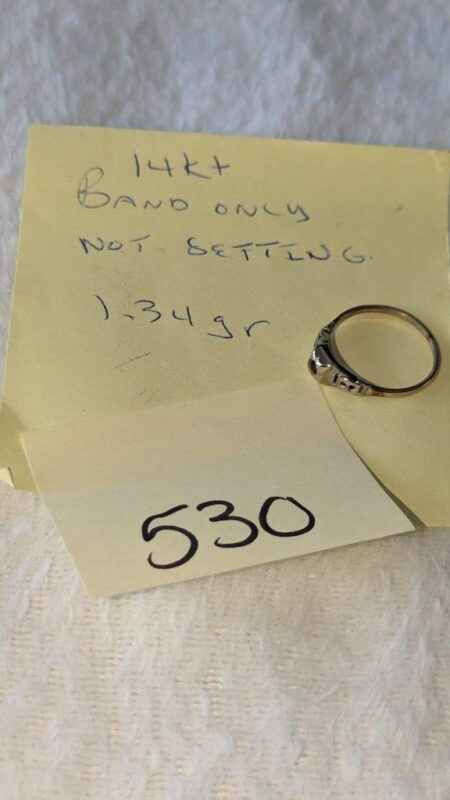 14kt
BAND ONLY
NOT SETTING.
1.34gr
530